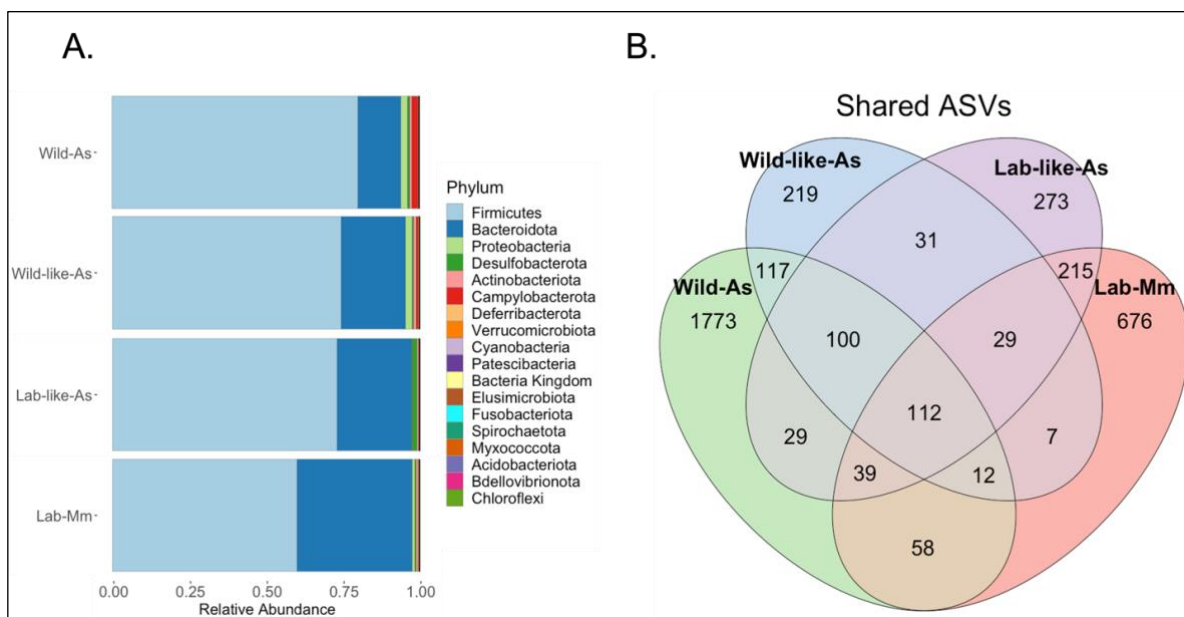 A.
Wild-As
Wild-like-As
Lab-like-As
Lab-Mm
0.00 0.25 0.50 0.75 1.00
Relative Abundance
Phylum
Firmicutes
Bacteroidota
Proteobacteria
Desulfobacterota
Actinobacteriota
Campylobacterota
Deferribacterota
Verrucomicrobiota
Cyanobacteria
Patescibacteria
Bacteria Kingdom
Elusimicrobiota
Fusobacteriota
Spirochaetota
Myxococcota
Acidobacteriota
Bdellovibrionota
Chloroflexi
B.
Shared ASVs
Wild-like-As
219
Lab-like-As
273
31
117
215
Wild-As
1773
Lab-Mm
676
100
29
112
29
7
39
12
58